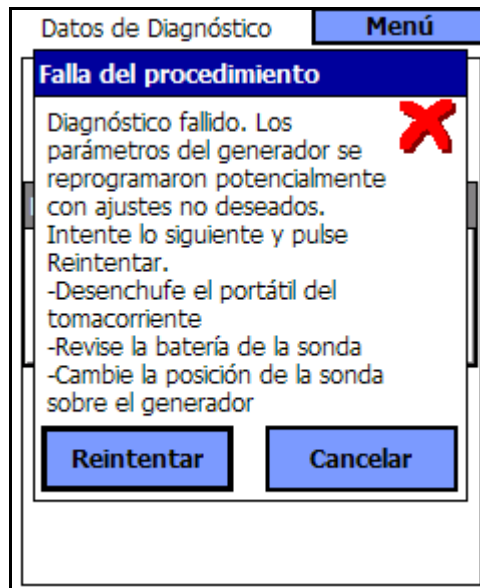 Datos de Diagnóstico
Menú
Falla del procedimiento
Diagnóstico fallido. Los
parámetros del generador se
reprogramaron potencialmente
con ajustes no deseados.
Intente lo siguiente y pulse
Reintentar.
-Desenchufe el portátil del
tomacorriente
-Revise la batería de la sonda
-Cambie la posición de la sonda
sobre el generador
Reintentar
Cancelar